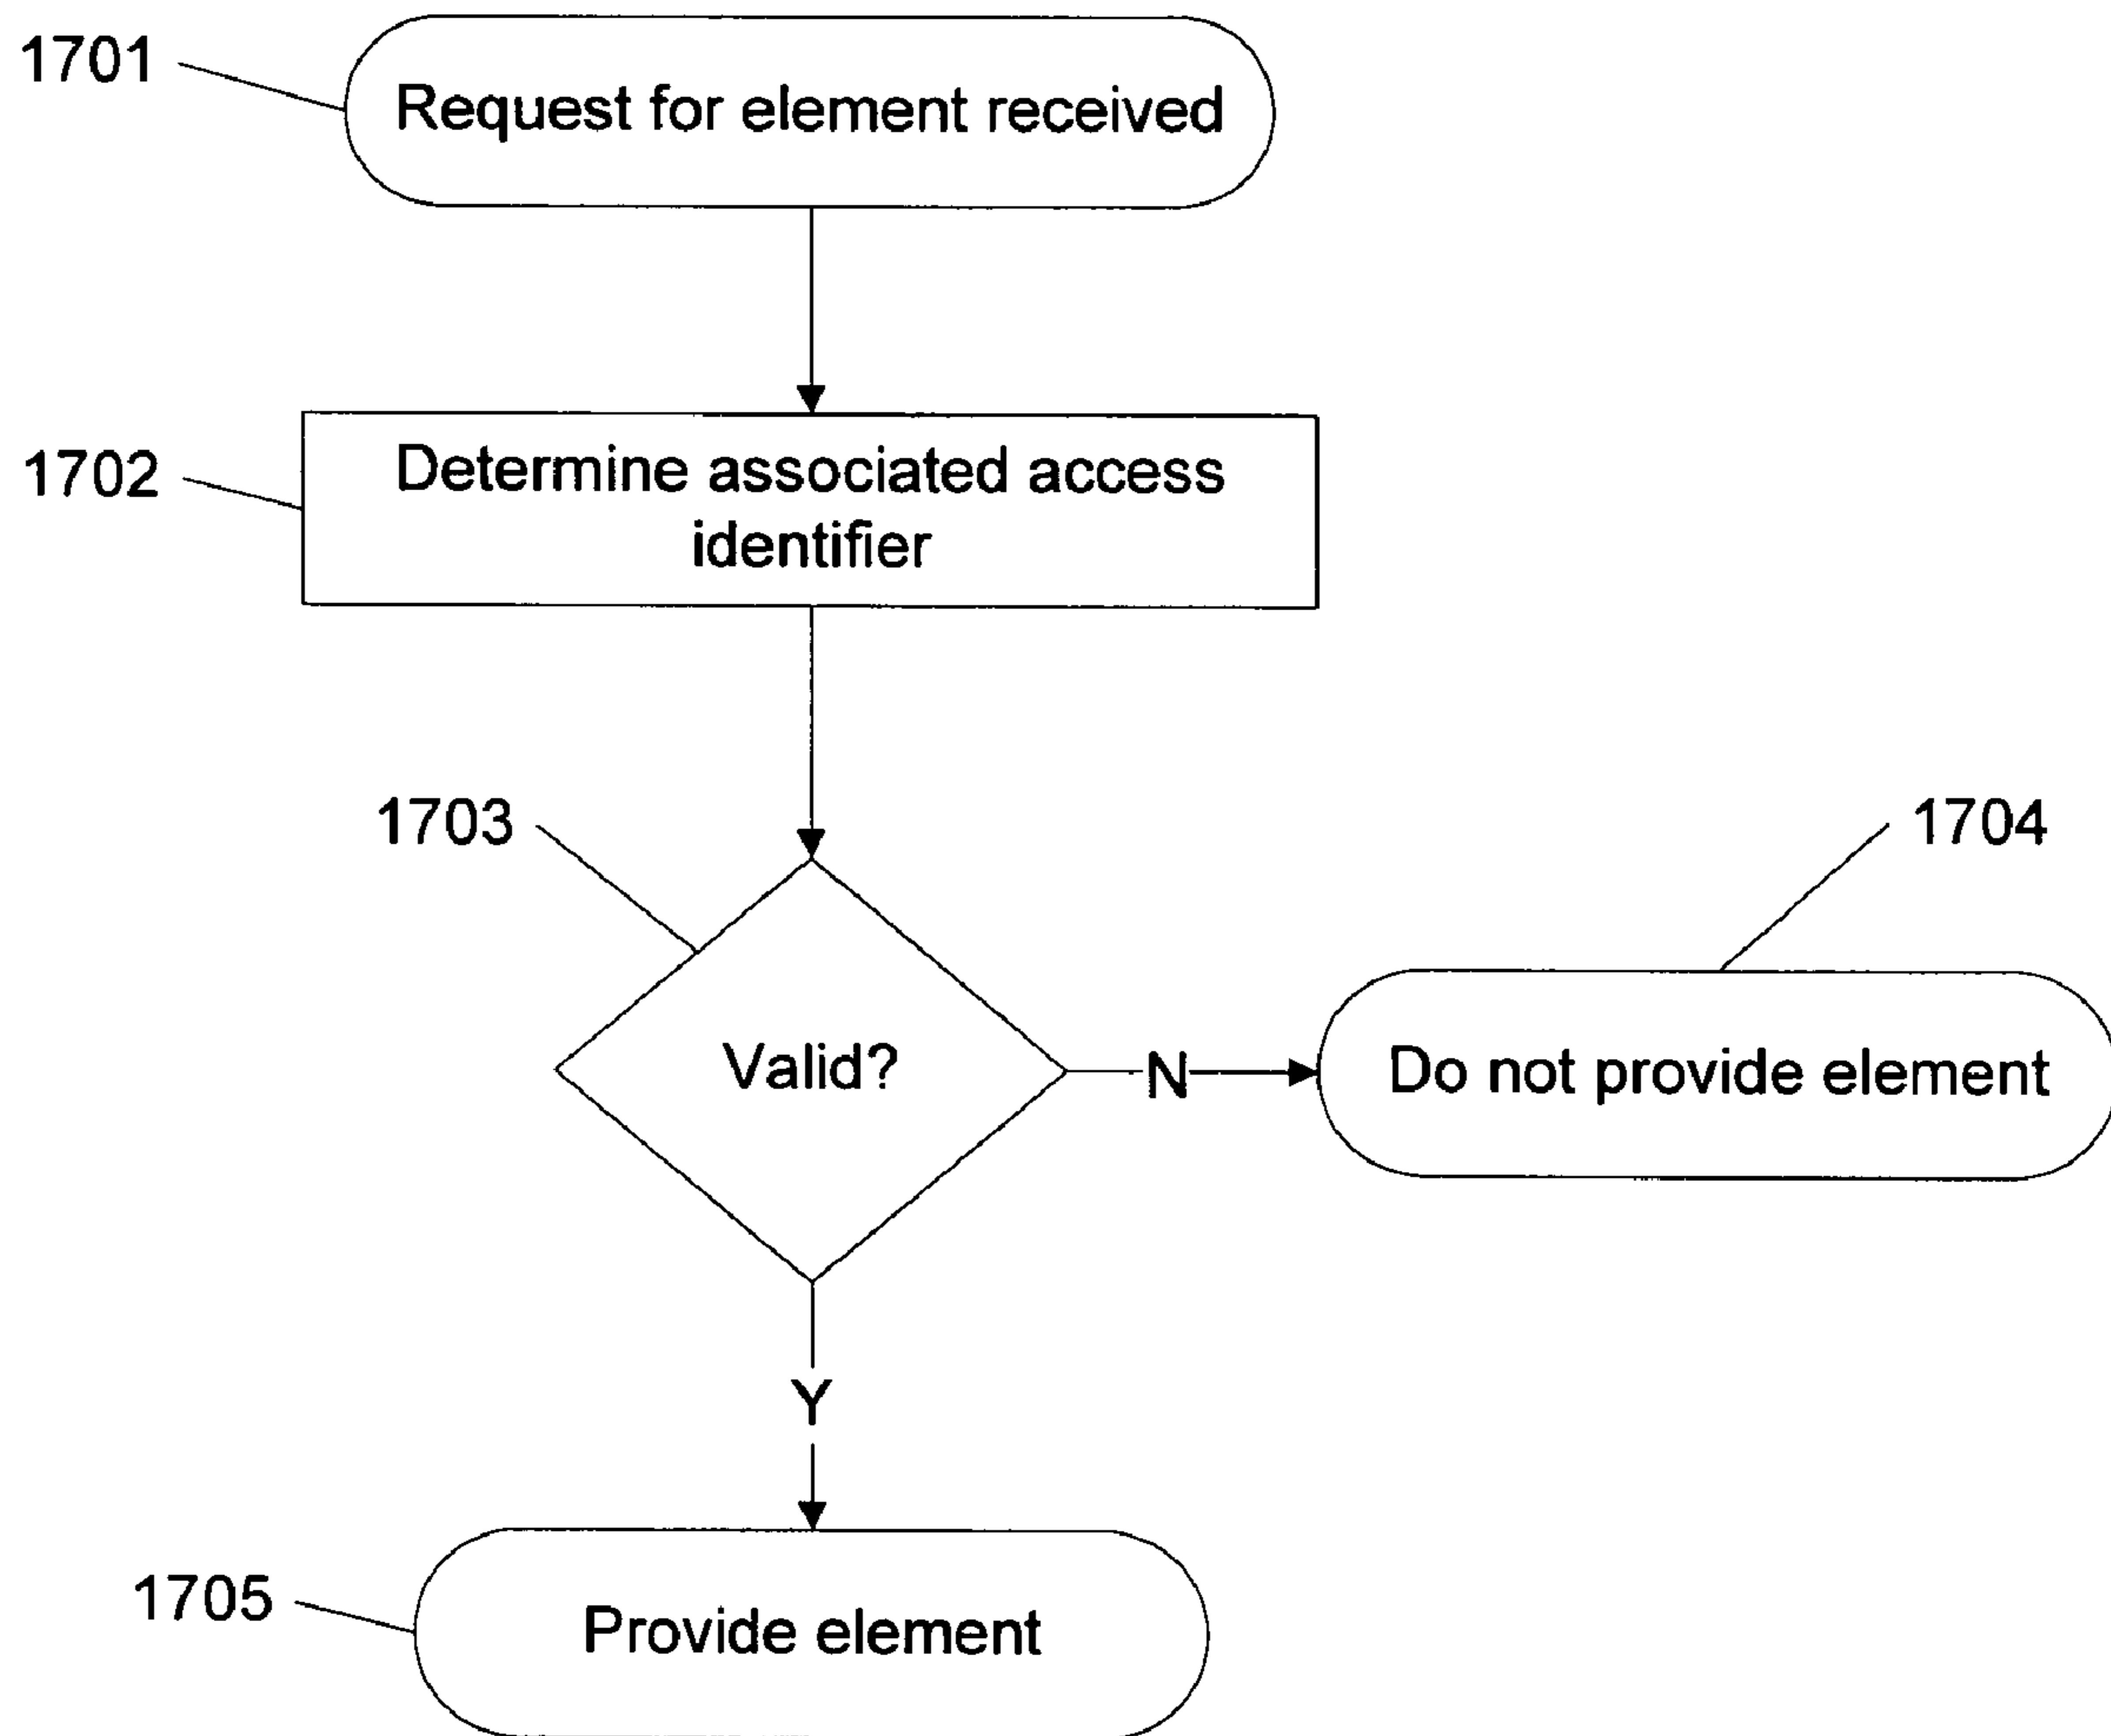 1701
Request for element received
1702
Determine associated access
identifier
1703
1704
Valid?
N
Do not provide element
Y
1705
Provide element